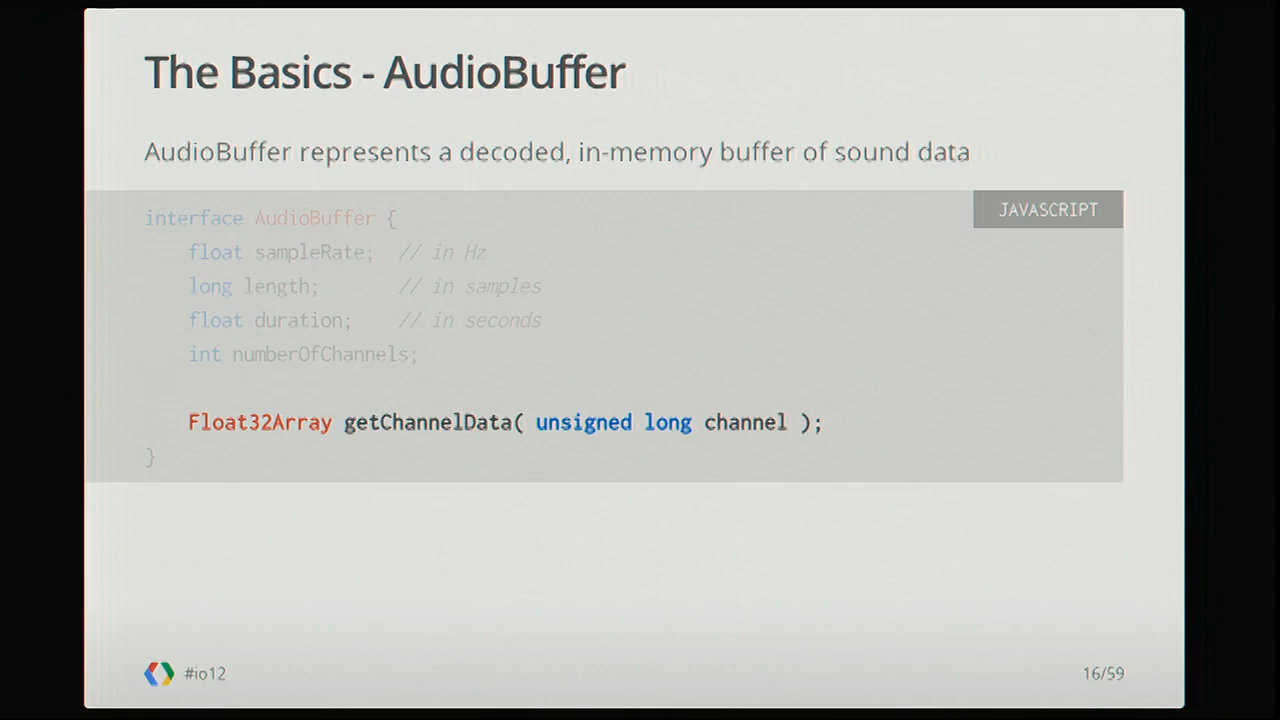 The Basics - AudioBuffer
AudioBuffer represents a decoded, in-memory buffer of sound data
JAVASCRIPT
interface AudioBuffer {
float sampleRate; // in Hz
long length; // in samples
float duration; // in seconds
int numberOfChannels;
Float32Array getChannelData( unsigned long channel );
}
#io12
16/59